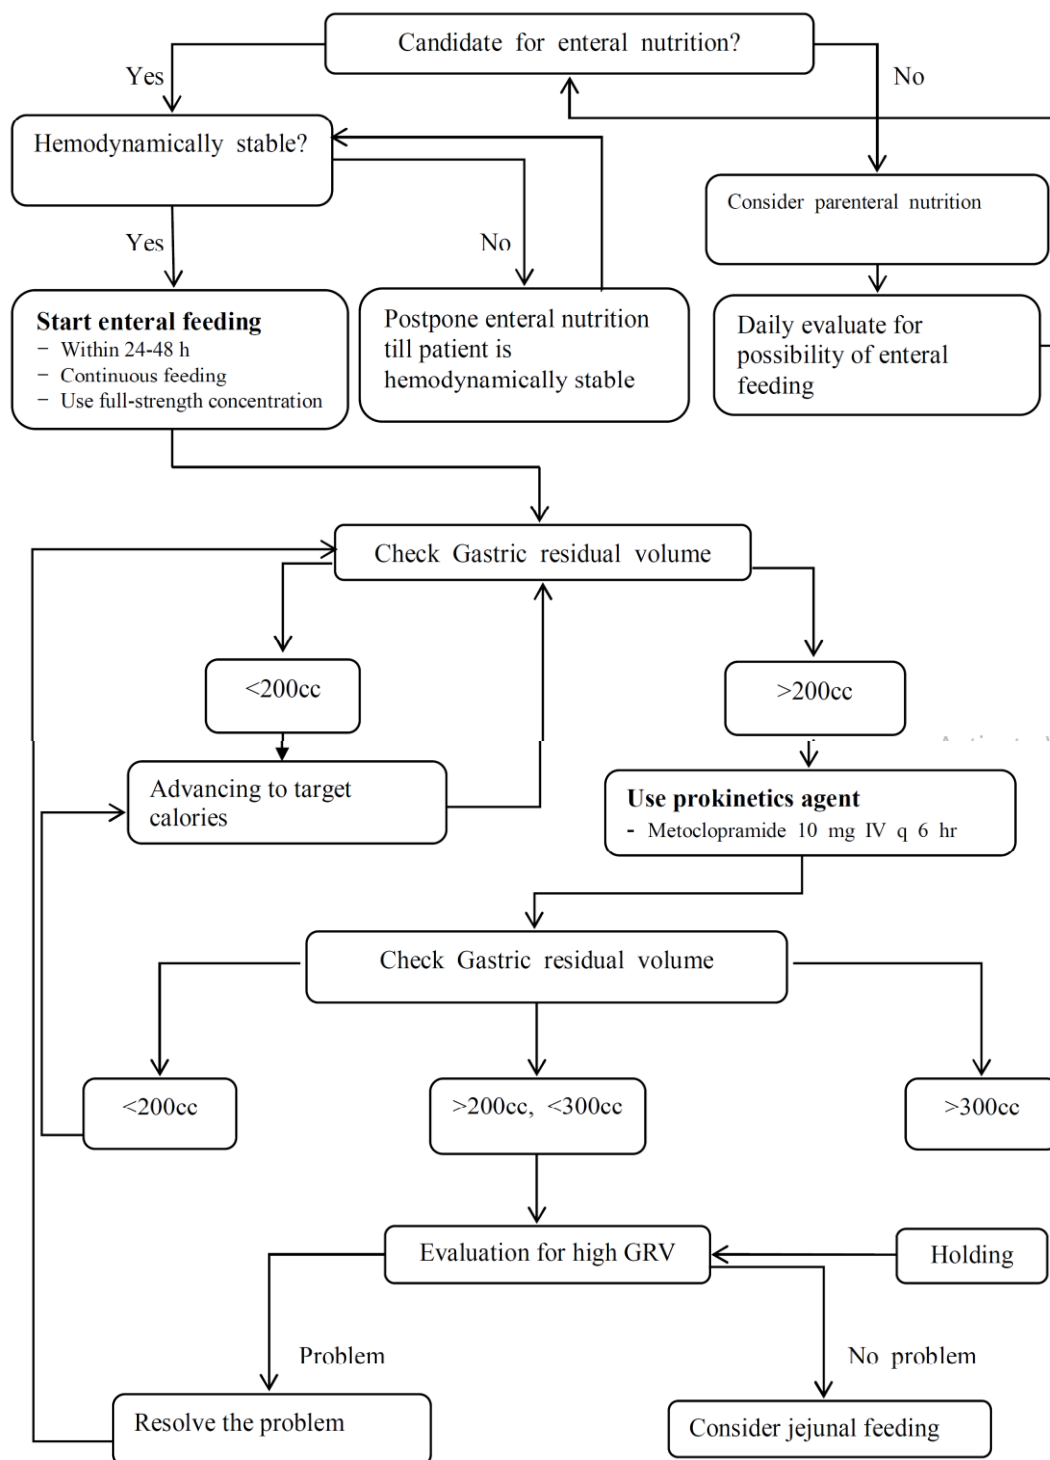 Candidate for enteral nutrition?
Yes
No
Hemodynamically stable?
Consider parenteral nutrition
Yes
No
Start enteral feeding
− Within 24-48 h
− Continuous feeding
− Use full-strength concentration
Postpone enteral nutrition
till patient is
hemodynamically stable
Daily evaluate for
possibility of enteral
feeding
Check Gastric residual volume
<200cc
>200cc
Advancing to target
calories
Use prokinetics agent
- Metoclopramide 10 mg IV q 6 hr
Check Gastric residual volume
<200cc
>200cc, <300cc
>300cc
Evaluation for high GRV
Holding
Problem
No problem
Resolve the problem
Consider jejunal feeding